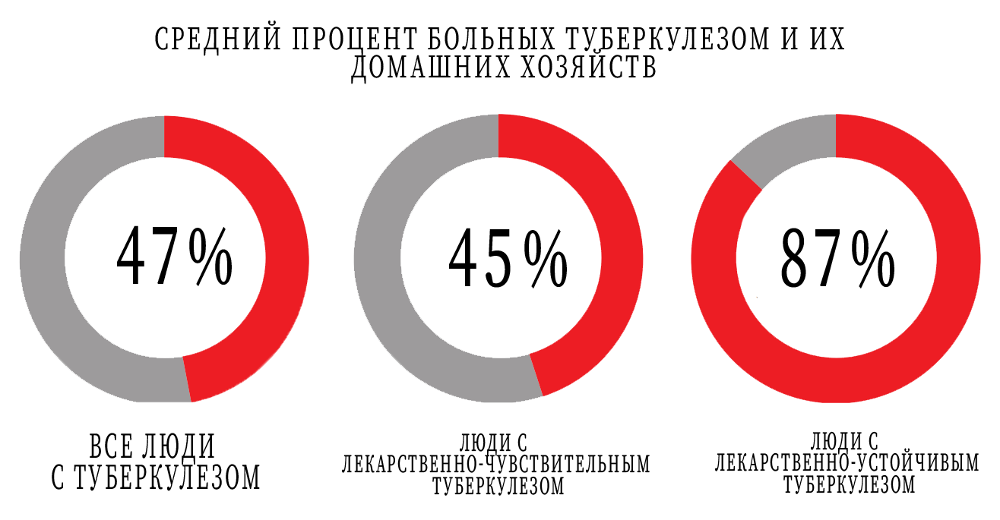 СРЕДНИЙ ПРОЦЕНТ БОЛЬНЫХ ТУБЕРКУЛЕЗОМ И ИХ
ДОМАШНИХ ХОЗЯЙСТВ
47%
45%
87%
ВСЕ ЛЮДИ
С ТУБЕРКУЛЕЗОМ
ЛЮДИ С
ЛЕКАРСТВЕННО-ЧУВСТВИТЕЛЬНЫМ
ТУБЕРКУЛЕЗОМ
ЛЮДИ С
ЛЕКАРСТВЕННО-УСТОЙЧИВЫМ
ТУБЕРКУЛЕЗОМ